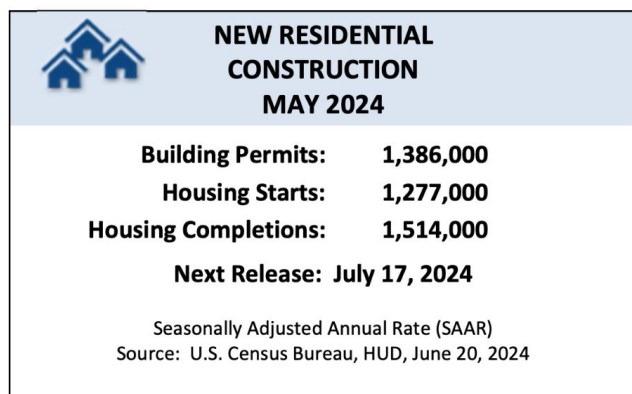 NEW RESIDENTIAL
CONSTRUCTION
MAY 2024
Building Permits: 1,386,000
Housing Starts: 1,277,000
Housing Completions: 1,514,000
Next Release: July 17, 2024
Seasonally Adjusted Annual Rate (SAAR)
Source: U.S. Census Bureau, HUD, June 20, 2024